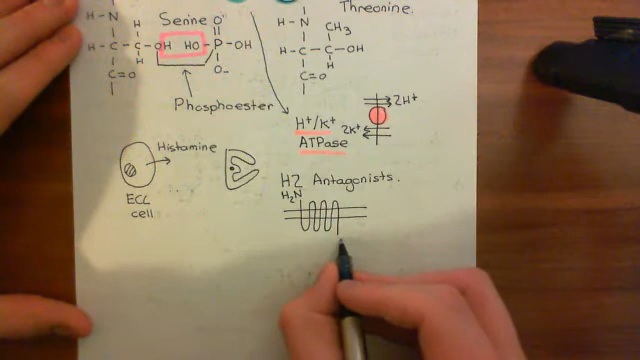 Serine
Threonine.
H-N
H
O⁻
H-C-C-OH HO-P-OH
H
O-
C=O
H-N
CH3
H-C-C-OH
H
C=O
Phosphoester
H+/K+
ATPase
2H+
2K+
Histamine
ECL
cell
H2 Antagonists.
H2N